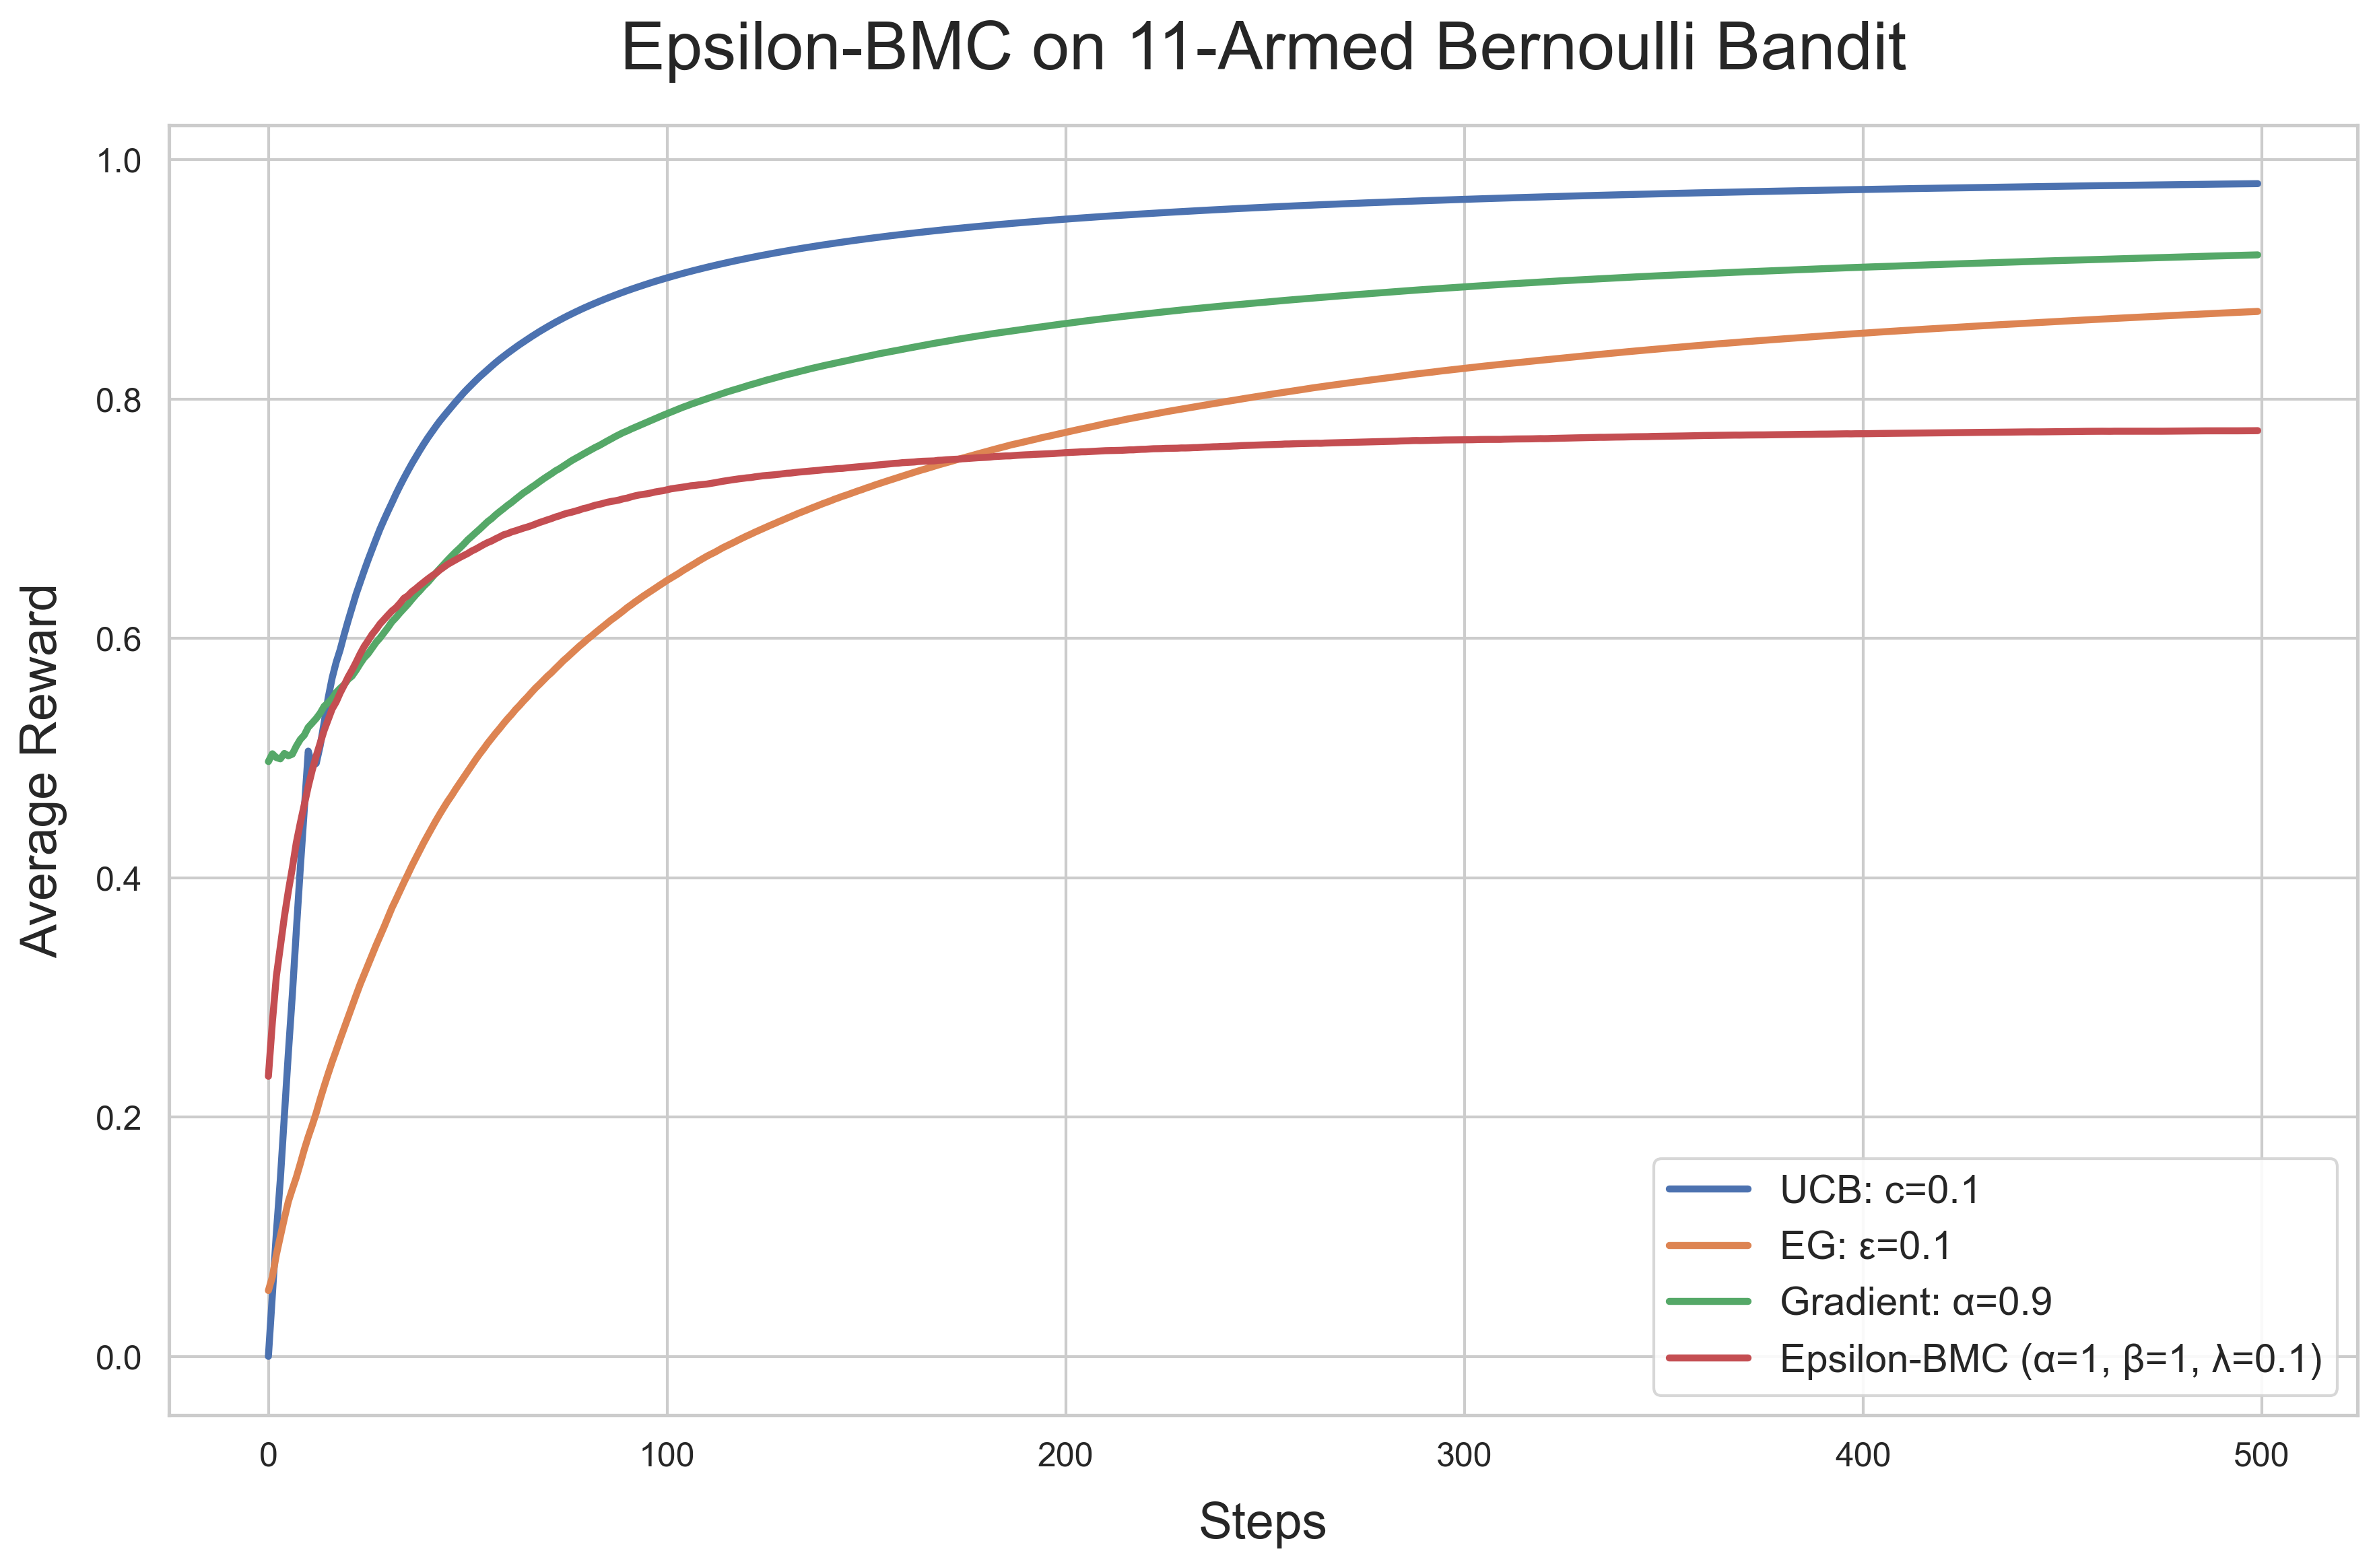 Epsilon-BMC on 11-Armed Bernoulli Bandit
Average Reward
1.0
0.8
0.6
0.4
0.2
0.0
0 100 200 300 400 500
Steps
UCB: c=0.1
EG: ε=0.1
Gradient: α=0.9
Epsilon-BMC (α=1, β=1, λ=0.1)